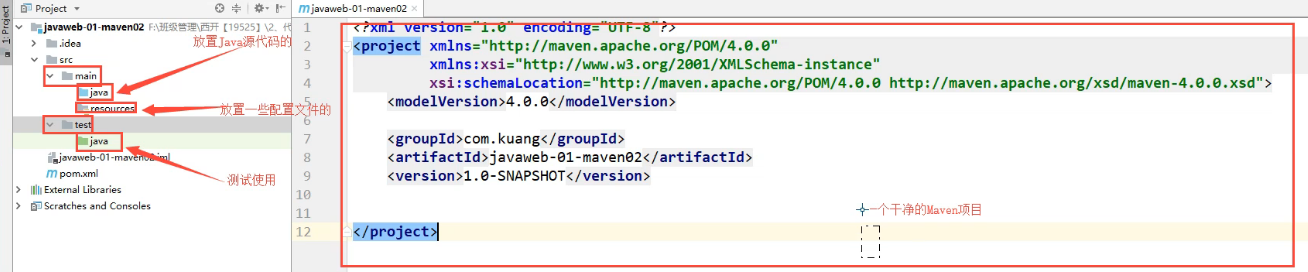 1: Project
Project
javaweb-01-maven02 F:\班级管理\西开【19525】\2、代
放置Java源代码的
.idea
src
main
java
resources
放置一些配置文件的
test
java
javaweb-01-maven02.iml
测试使用
pom.xml
External Libraries
Scratches and Consoles
javaweb-01-maven02
1 <?xml version="1.0" encoding="UTF-8"?>
2 <project xmlns="http://maven.apache.org/POM/4.0.0"
3 xmlns:xsi="http://www.w3.org/2001/XMLSchema-instance"
4 xsi:schemaLocation="http://maven.apache.org/POM/4.0.0 http://maven.apache.org/xsd/maven-4.0.0.xsd">
5 <modelVersion>4.0.0</modelVersion>
6
7 <groupId>com.kuang</groupId>
8 <artifactId>javaweb-01-maven02</artifactId>
9 <version>1.0-SNAPSHOT</version>
10
11
一个干净的Maven项目
12 </project>